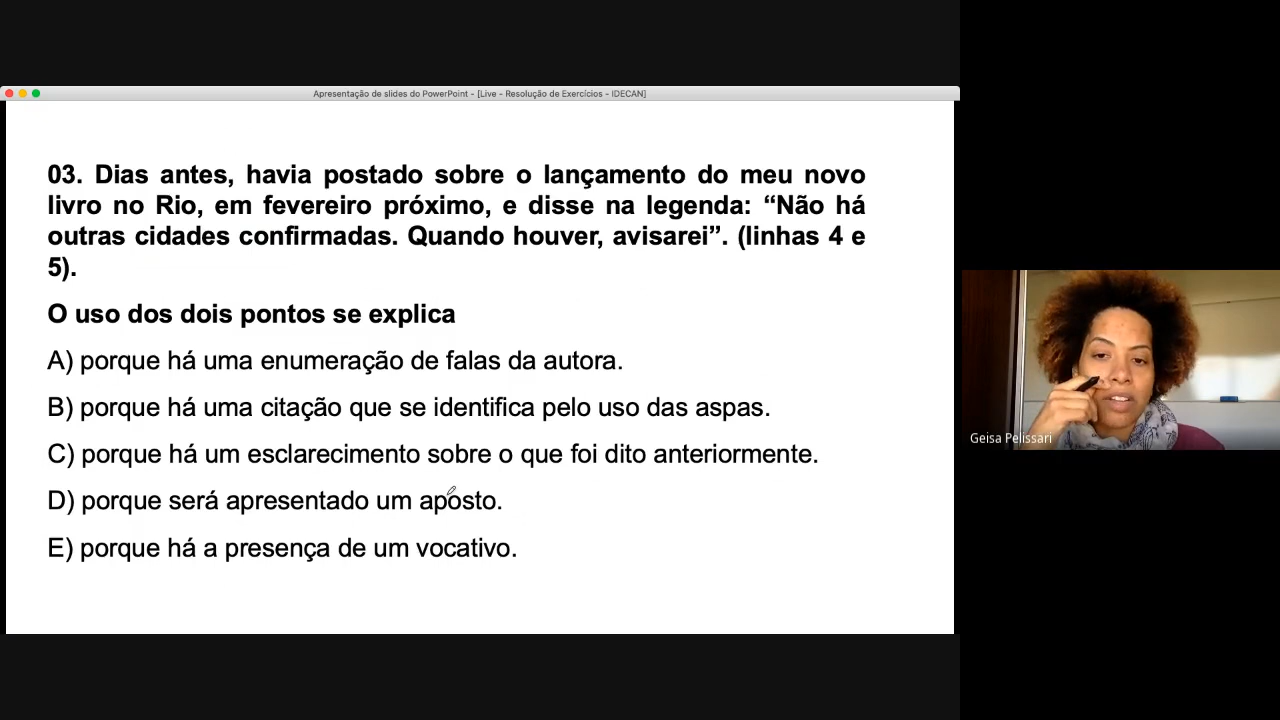 Apresentação de slides do PowerPoint - [Live - Resolução de Exercícios - IDECAN]
03. Dias antes, havia postado sobre o lançamento do meu novo
livro no Rio, em fevereiro próximo, e disse na legenda: “Não há
outras cidades confirmadas. Quando houver, avisarei”. (linhas 4 e
5).
O uso dos dois pontos se explica
A) porque há uma enumeração de falas da autora.
B) porque há uma citação que se identifica pelo uso das aspas.
C) porque há um esclarecimento sobre o que foi dito anteriormente.
D) porque será apresentado um aposto.
E) porque há a presença de um vocativo.
Geisa Pelissari